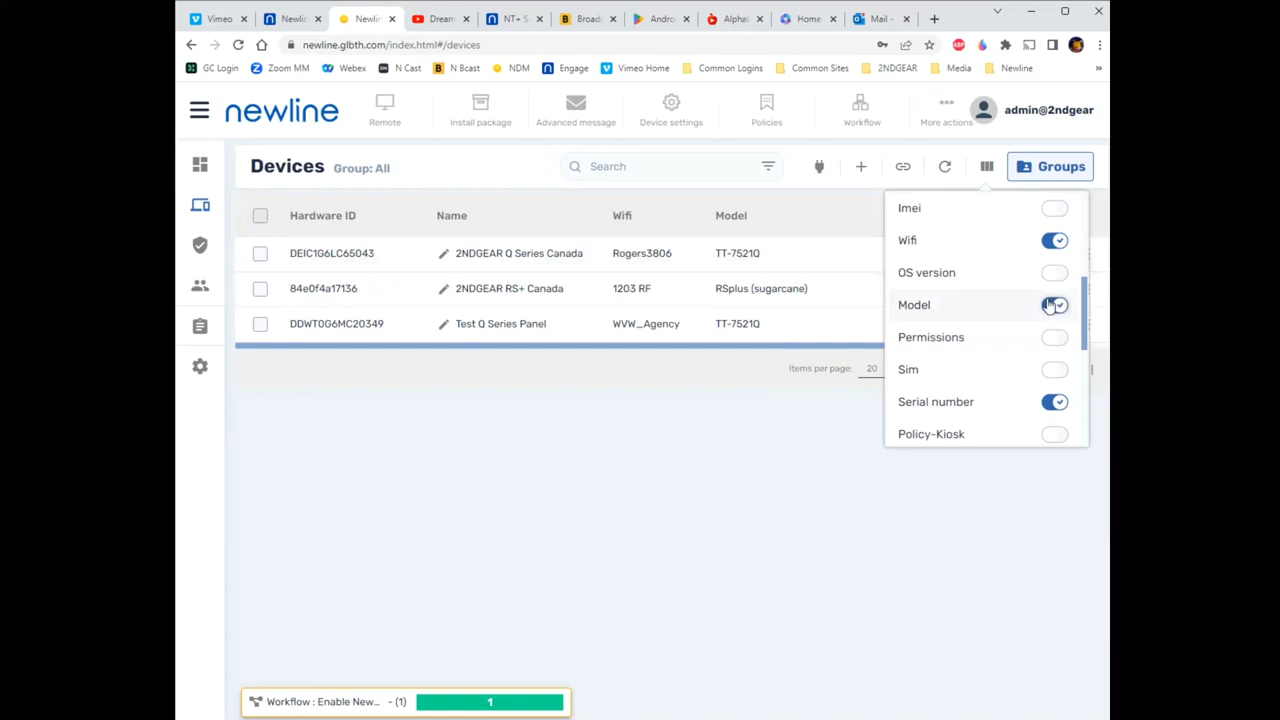 Vimeo
Newlin
Newlin
Dream
NT+ S
Broad
Andro
Alphab
Home
Mail -
newline.glbth.com/index.html#/devices
GC Login
Zoom MM
Webex
N Cast
N Bcast
NDM
Engage
Vimeo Home
Common Logins
Common Sites
2NDGEAR
Media
Newline
»
newline
Remote
Install package
Advanced message
Device settings
Policies
Workflow
More actions
admin@2ndgear
Devices Group: All
Search
Groups
Hardware ID Name Wifi Model
DEIC1G6LC65043 2NDGEAR Q Series Canada Rogers3806 TT-7521Q
84e0f4a17136 2NDGEAR RS+ Canada 1203 RF RSplus (sugarcane)
DDWT0G6MC20349 Test Q Series Panel WVW_Agency TT-7521Q
Items per page: 20
Imei
Wifi
OS version
Model
Permissions
Sim
Serial number
Policy-Kiosk
Workflow : Enable New... - (1) 1